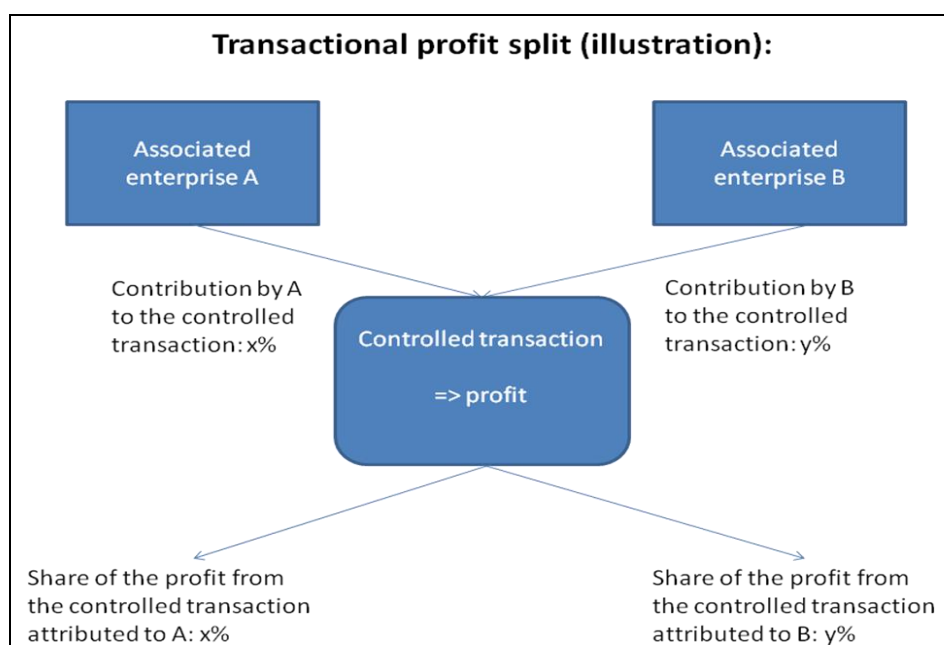 Transactional profit split (illustration):
Associated
enterprise A
Associated
enterprise B
Contribution by A
to the controlled
transaction: x%
Contribution by B
to the controlled
transaction: y%
Controlled transaction
=> profit
Share of the profit from
the controlled transaction
attributed to A: x%
Share of the profit from
the controlled transaction
attributed to B: y%